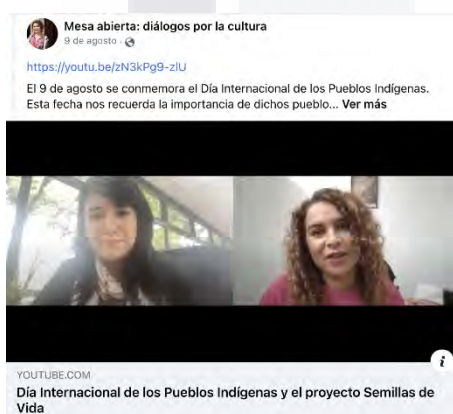 Mesa abierta: diálogos por la cultura
9 de agosto ·
https://youtu.be/zN3kPg9-zlU
El 9 de agosto se conmemora el Día Internacional de los Pueblos Indígenas.
Esta fecha nos recuerda la importancia de dichos pueblo... Ver más
YOUTUBE.COM
Día Internacional de los Pueblos Indígenas y el proyecto Semillas de
Vida